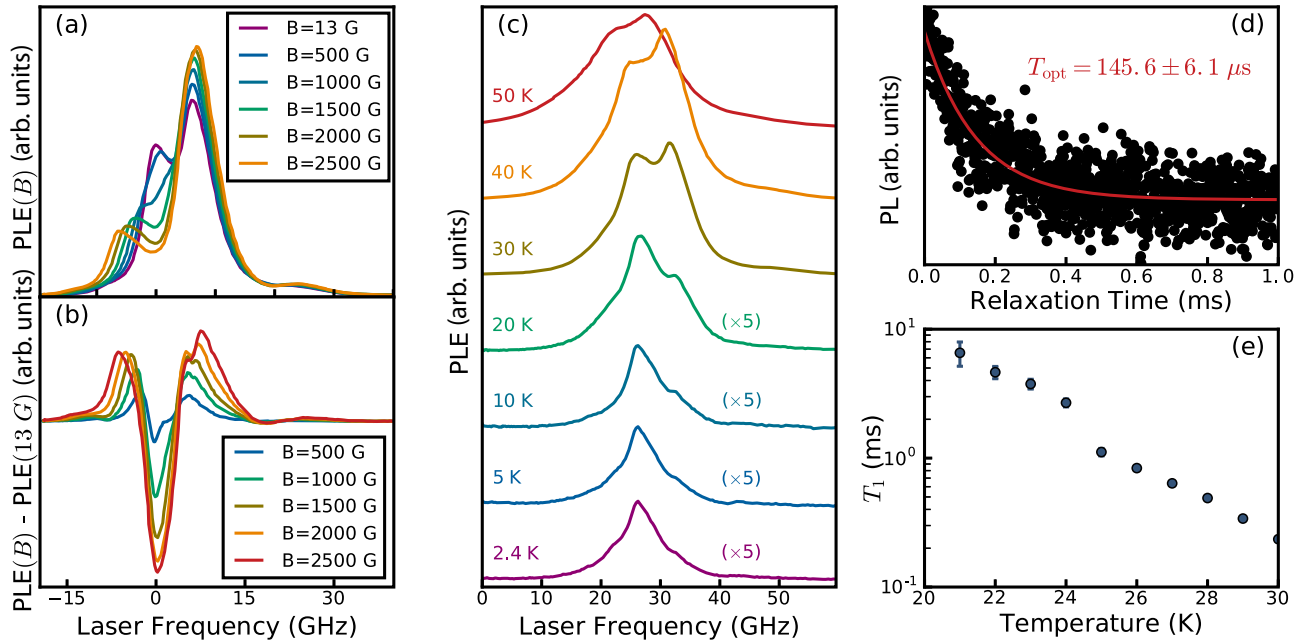 (a)
B=13 G
B=500 G
B=1000 G
B=1500 G
B=2000 G
B=2500 G
PLE(B) - PLE(13 G) (arb. units) PLE(B) (arb. units)
(b)
B=500 G
B=1000 G
B=1500 G
B=2000 G
B=2500 G
−15 0 15 30
Laser Frequency (GHz)
(c)
50 K
40 K
30 K
20 K (×5)
10 K (×5)
5 K (×5)
2.4 K (×5)
PLE (arb. units)
0 10 20 30 40 50
Laser Frequency (GHz)
(d)
T_opt = 145.6 ± 6.1 μs
PL (arb. units)
0.0 0.2 0.4 0.6 0.8 1.0
Relaxation Time (ms)
(e)
10^1
10^0
10^-1
T_1 (ms)
20 22 24 26 28 30
Temperature (K)